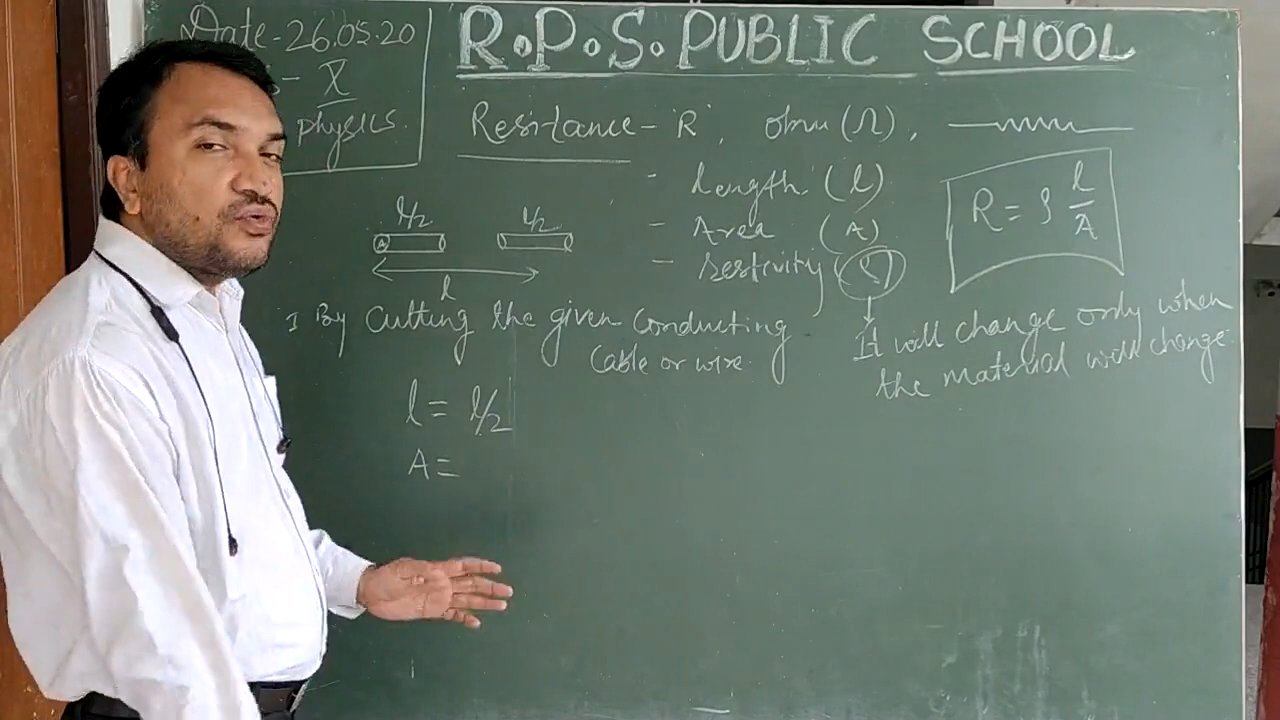 Date-26.05.20
- X
physics.
R.P.S. PUBLIC SCHOOL
Resistance - 'R', ohm (Ω),
- length (l)
- Area (A)
- resistivity (ρ)
R = ρ l/A
l/2 l/2
A
l
I By cutting the given conducting
cable or wire.
It will change only when
the material will change.
l = l/2
A =